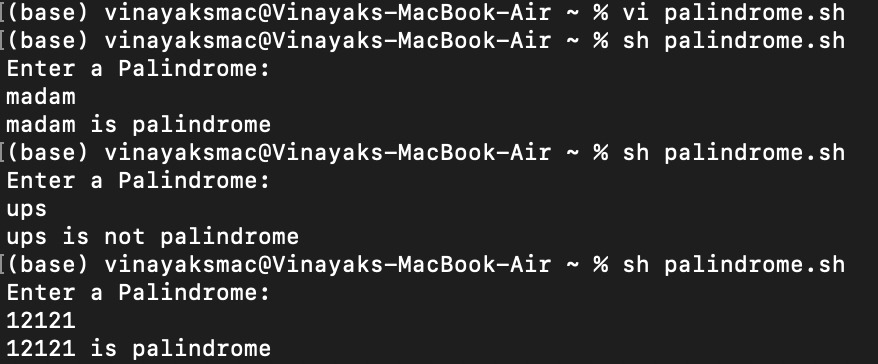 [(base) vinayaksmac@Vinayaks-MacBook-Air ~ % vi palindrome.sh
[(base) vinayaksmac@Vinayaks-MacBook-Air ~ % sh palindrome.sh
Enter a Palindrome:
madam
madam is palindrome
[(base) vinayaksmac@Vinayaks-MacBook-Air ~ % sh palindrome.sh
Enter a Palindrome:
ups
ups is not palindrome
[(base) vinayaksmac@Vinayaks-MacBook-Air ~ % sh palindrome.sh
Enter a Palindrome:
12121
12121 is palindrome